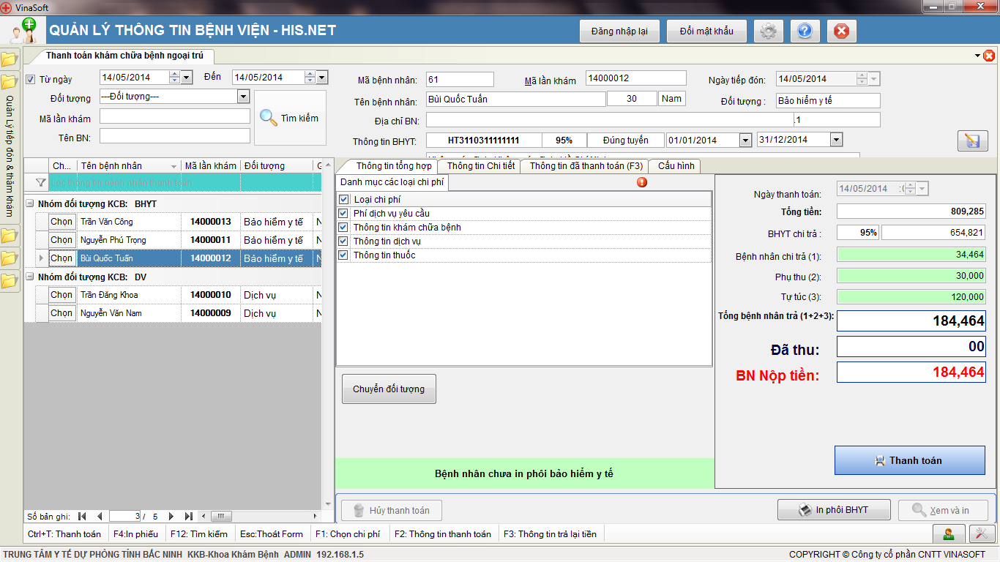 VinaSoft
QUẢN LÝ THÔNG TIN BỆNH VIỆN - HIS.NET
Đăng nhập lại
Đổi mật khẩu
Thanh toán khám chữa bệnh ngoại trú
Quản Lý tiếp đón & thăm khám
Từ ngày 14/05/2014 Đến 14/05/2014
Đối tượng ---Đối tượng---
Mã lần khám
Tên BN:
Tìm kiếm
Mã bệnh nhân: 61 Mã lần khám 14000012 Ngày tiếp đón: 14/05/2014
Tên bệnh nhân: Bùi Quốc Tuấn 30 Nam Đối tượng : Bảo hiểm y tế
Địa chỉ BN: .1
Thông tin BHYT: HT3110311111111 95% Đúng tuyến 01/01/2014 31/12/2014
Ch... Tên bệnh nhân Mã lần khám Đối tượng G
Lọc thông tin bệnh nhân thanh toán
Nhóm đối tượng KCB: BHYT
Chọn Trần Văn Công 14000013 Bảo hiểm y tế N
Chọn Nguyễn Phú Trọng 14000011 Bảo hiểm y tế N
Chọn Bùi Quốc Tuấn 14000012 Bảo hiểm y tế N
Nhóm đối tượng KCB: DV
Chọn Trần Đăng Khoa 14000010 Dịch vụ N
Chọn Nguyễn Văn Nam 14000009 Dịch vụ N
Số bản ghi: 3 / 5
Thông tin tổng hợp Thông tin Chi tiết Thông tin đã thanh toán (F3) Cấu hình
Danh mục các loại chi phí
Loại chi phí
Phí dịch vụ yêu cầu
Thông tin khám chữa bệnh
Thông tin dịch vụ
Thông tin thuốc
Chuyển đối tượng
Bệnh nhân chưa in phôi bảo hiểm y tế
Ngày thanh toán: 14/05/2014
Tổng tiền: 809,285
BHYT chi trả : 95% 654,821
Bệnh nhân chi trả (1): 34,464
Phụ thu (2): 30,000
Tự túc (3): 120,000
Tổng bệnh nhân trả (1+2+3): 184,464
Đã thu: 00
BN Nộp tiền: 184,464
Thanh toán
Hủy thanh toán
In phôi BHYT
Xem và in
Ctrl+T: Thanh toán F4:In phiếu F12: Tìm kiếm Esc:Thoát Form F1: Chọn chi phí F2: Thông tin thanh toán F3: Thông tin trả lại tiền
TRUNG TÂM Y TẾ DỰ PHÒNG TỈNH BẮC NINH KKB-Khoa Khám Bệnh ADMIN 192.168.1.5
COPYRIGHT © Công ty cổ phần CNTT VINASOFT